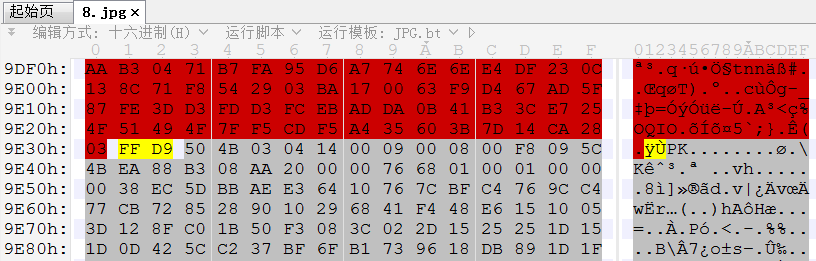 起始页 8.jpg ×
编辑方式: 十六进制(H) 运行脚本 运行模板: JPG.bt
0 1 2 3 4 5 6 7 8 9 A B C D E F 0123456789ABCDEF
9DF0h: AA B3 04 71 B7 FA 95 D6 A7 74 6E 6E E4 DF 23 0C ª³.q·ú•Ö§tnnäß#.
9E00h: 13 8C 71 F8 54 29 03 BA 17 00 63 F9 D4 67 AD 5F .ŒqøT).º..cùÔg-_
9E10h: 87 FE 3D D3 FD D3 FC EB AD DA 0B 41 B3 3C E7 25 ‡þ=ÓýÓüë-Ú.A³<ç%
9E20h: 4F 51 49 4F 7F F5 CD F5 A4 35 60 3B 7D 14 CA 28 OQIO.õÍõ¤5`;}.Ê(
9E30h: 03 FF D9 50 4B 03 04 14 00 09 00 08 00 F8 09 5C .ÿÙPK........ø.\
9E40h: 4B EA 88 B3 08 AA 20 00 00 76 68 01 00 01 00 00 Kêˆ³.ª ..vh.....
9E50h: 00 38 EC 5D BB AE E3 64 10 76 7C BF C4 76 9C C4 .8ì]»®ãd.v|¿ÄvœÄ
9E60h: 77 CB 72 85 28 90 10 29 68 41 F4 48 E6 15 10 05 wËr…(..)hAôHæ...
9E70h: 3D 12 8F C0 1B 50 F3 08 3C 02 2D 15 25 25 1D 15 =..À.Pó.<.-.%%..
9E80h: 1D 0D 42 5C C2 37 BF 6F B1 73 96 18 DB 89 1D 1F ..B\Â7¿o±s–.Û‰..